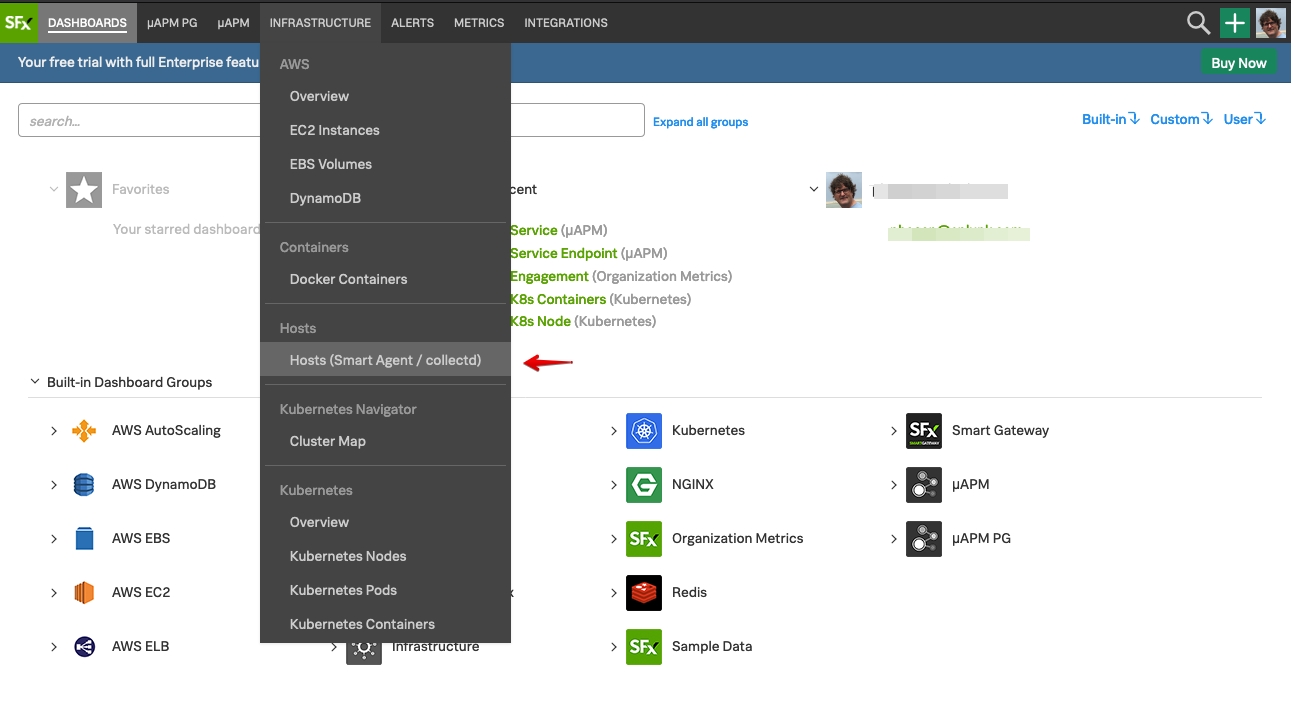 SFx DASHBOARDS µAPM PG µAPM INFRASTRUCTURE ALERTS METRICS INTEGRATIONS
Your free trial with full Enterprise featu
Buy Now
search...
Expand all groups
Built-in Custom User
AWS
Overview
EC2 Instances
EBS Volumes
DynamoDB
Containers
Docker Containers
Hosts
Hosts (Smart Agent / collectd)
Kubernetes Navigator
Cluster Map
Kubernetes
Overview
Kubernetes Nodes
Kubernetes Pods
Kubernetes Containers
Favorites
Your starred dashboard
cent
Service (µAPM)
Service Endpoint (µAPM)
Engagement (Organization Metrics)
K8s Containers (Kubernetes)
K8s Node (Kubernetes)
Built-in Dashboard Groups
AWS AutoScaling
AWS DynamoDB
AWS EBS
AWS EC2
AWS ELB
x
Infrastructure
Kubernetes
NGINX
SFx Organization Metrics
Redis
SFx Sample Data
SFx SMARTGATEWAY Smart Gateway
µAPM
µAPM PG